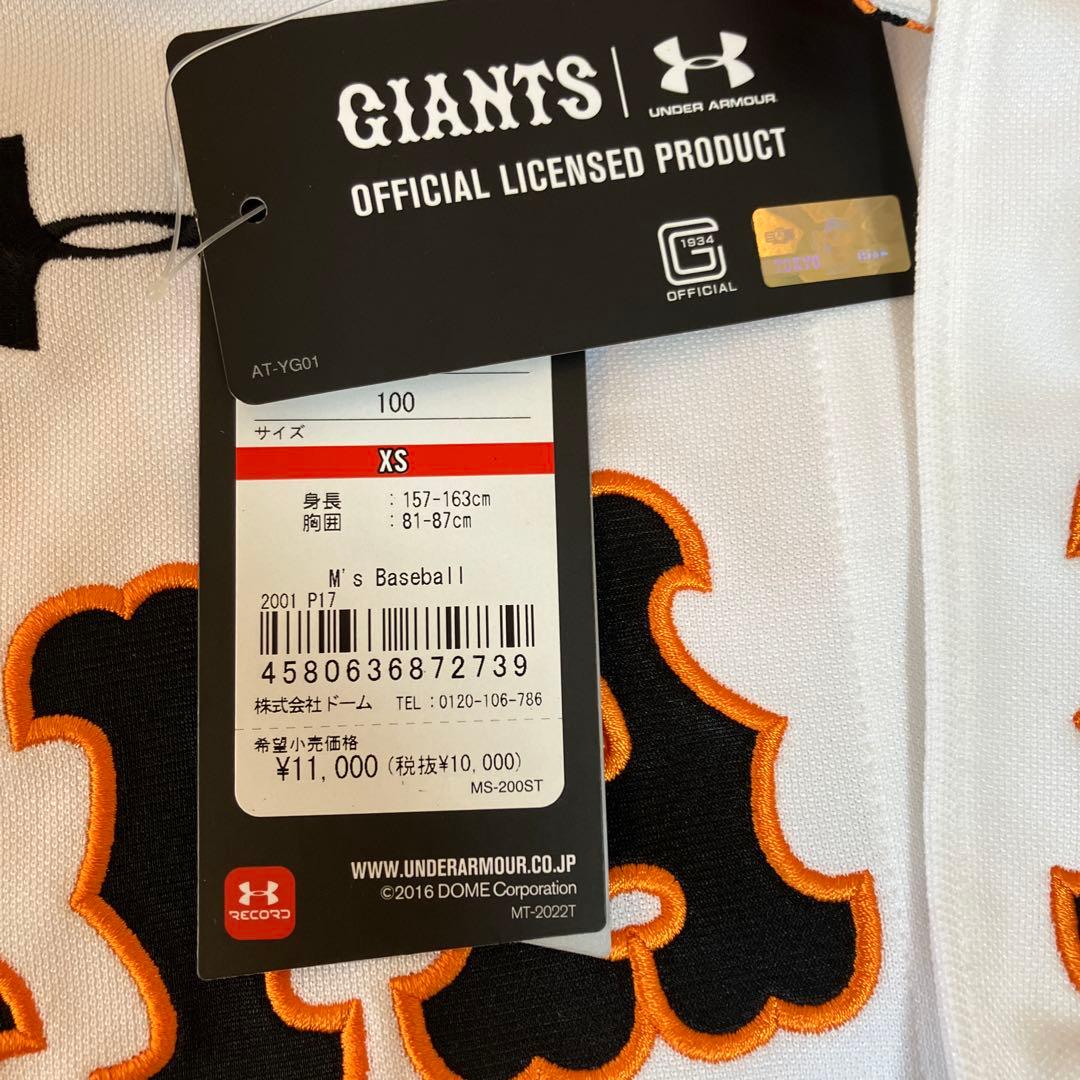 GIANTS
UNDER ARMOUR
OFFICIAL LICENSED PRODUCT
1934
G
OFFICIAL
TOKYO
AT-YG01
100
サイズ
XS
身長 :157-163cm
胸囲 :81-87cm
M's Baseball
2001 P17
4580636872739
株式会社ドーム TEL:0120-106-786
希望小売価格
¥11,000(税抜¥10,000)
MS-200ST
WWW.UNDERARMOUR.CO.JP
©2016 DOME Corporation
MT-2022T
RECORD